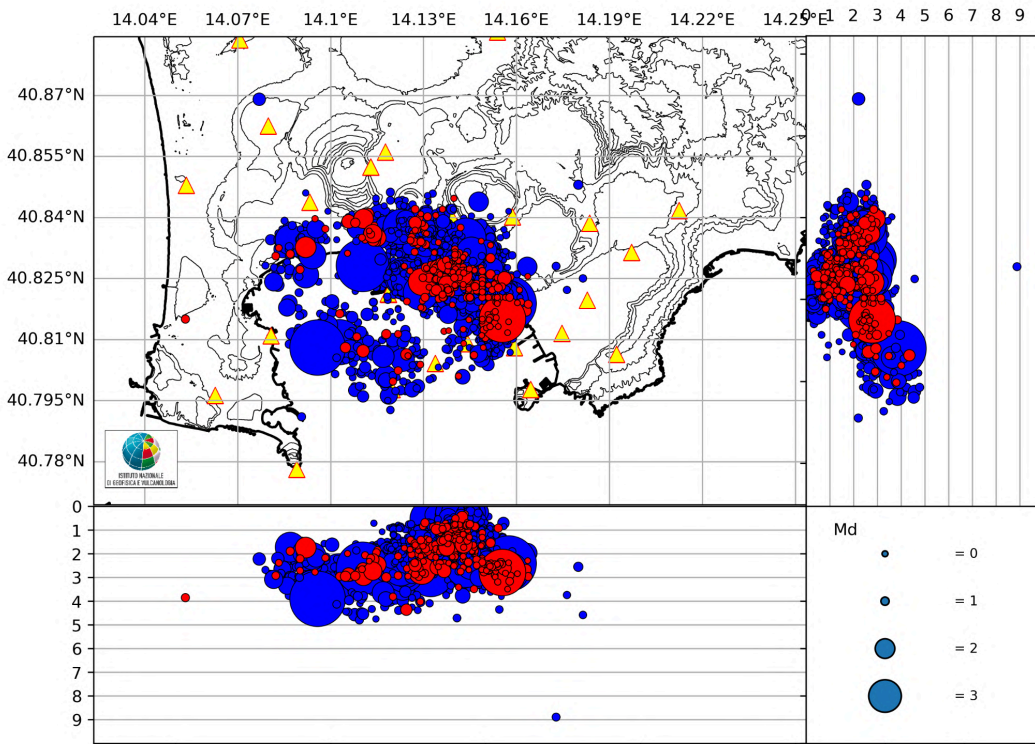 14.04°E 14.07°E 14.1°E 14.13°E 14.16°E 14.19°E 14.22°E 14.25°E
0 1 2 3 4 5 6 7 8 9
40.87°N
40.855°N
40.84°N
40.825°N
40.81°N
40.795°N
40.78°N
ISTITUTO NAZIONALE
DI GEOFISICA E VULCANOLOGIA
0
1
2
3
4
5
6
7
8
9
Md
= 0
= 1
= 2
= 3